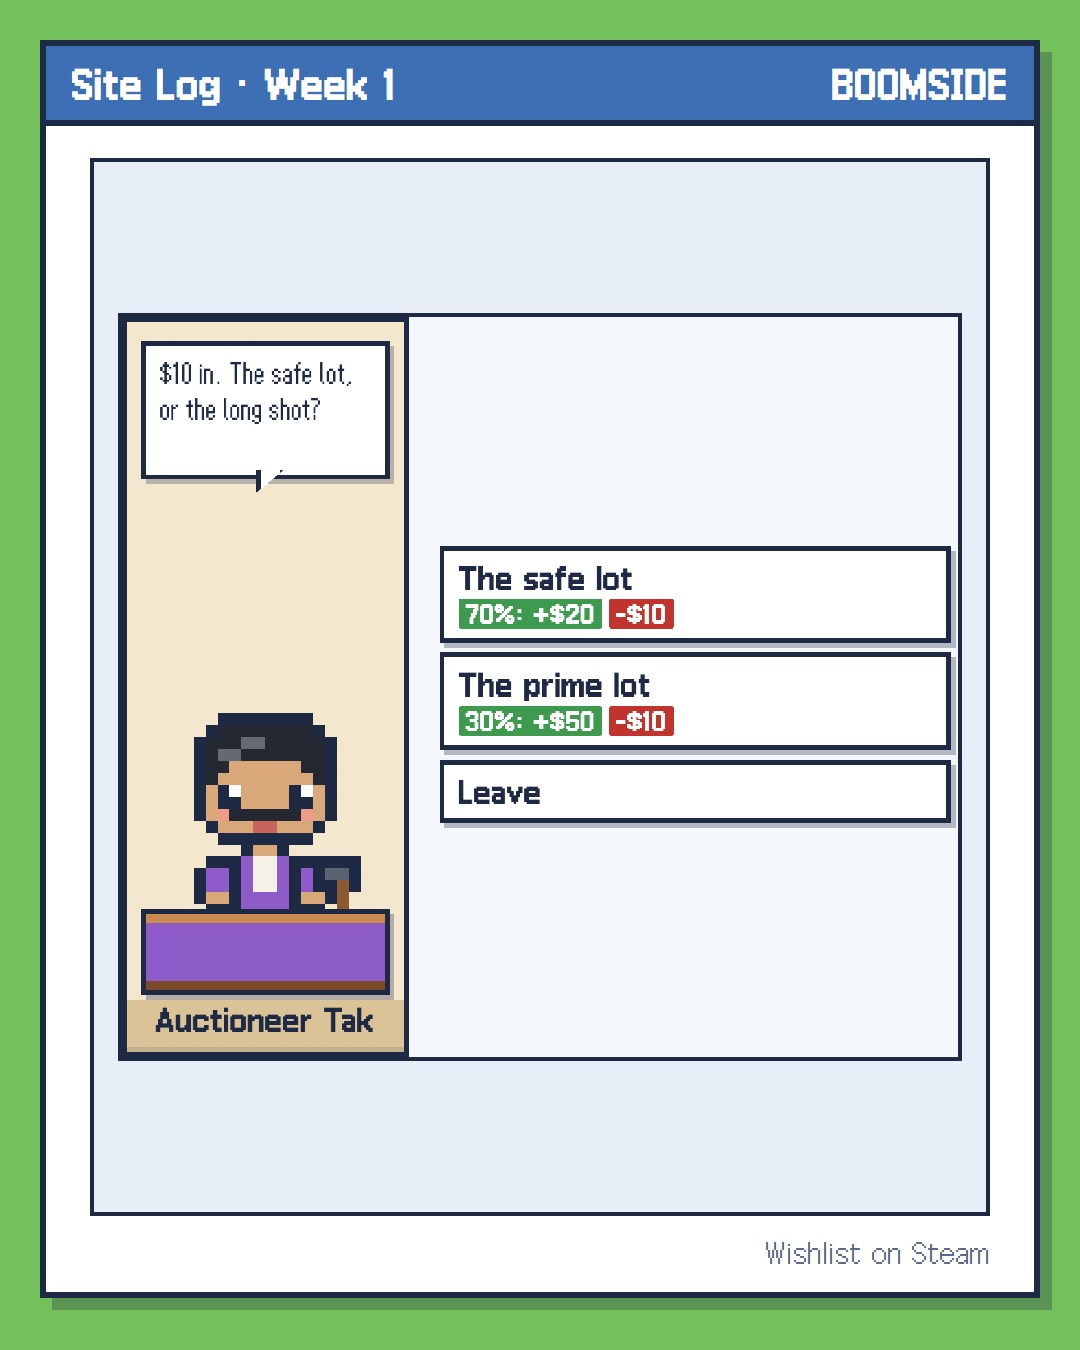 Site Log · Week 1
BOOMSIDE
$10 in. The safe lot,
or the long shot?
The safe lot
70%: +$20 -$10
The prime lot
30%: +$50 -$10
Leave
Auctioneer Tak
Wishlist on Steam